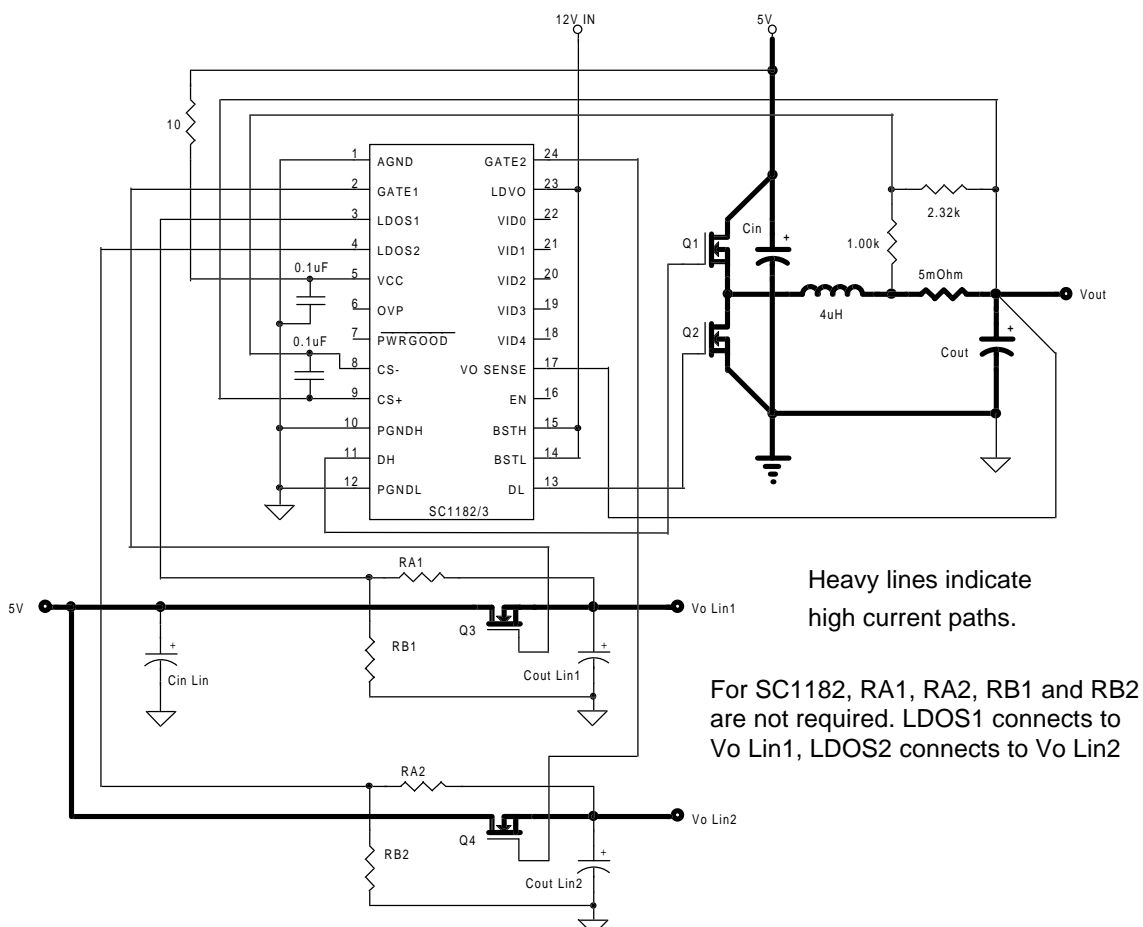 12V IN
5V
10
1
AGND
GATE2
24
2
GATE1
LDVO
23
3
LDOS1
VID0
22
4
LDOS2
VID1
21
0.1uF
5
VCC
VID2
20
6
OVP
VID3
19
7
PWRGOOD
VID4
18
0.1uF
8
CS-
VO SENSE
17
9
CS+
EN
16
10
PGNDH
BSTH
15
11
DH
BSTL
14
12
PGNDL
DL
13
SC1182/3
2.32k
Q1
Cin
+
1.00k
5mOhm
Vout
4uH
Q2
+
Cout
RA1
5V
Vo Lin1
Q3
+
Cin Lin
RB1
+
Cout Lin1
Heavy lines indicate
high current paths.
For SC1182, RA1, RA2, RB1 and RB2
are not required. LDOS1 connects to
Vo Lin1, LDOS2 connects to Vo Lin2
RA2
Vo Lin2
Q4
RB2
+
Cout Lin2